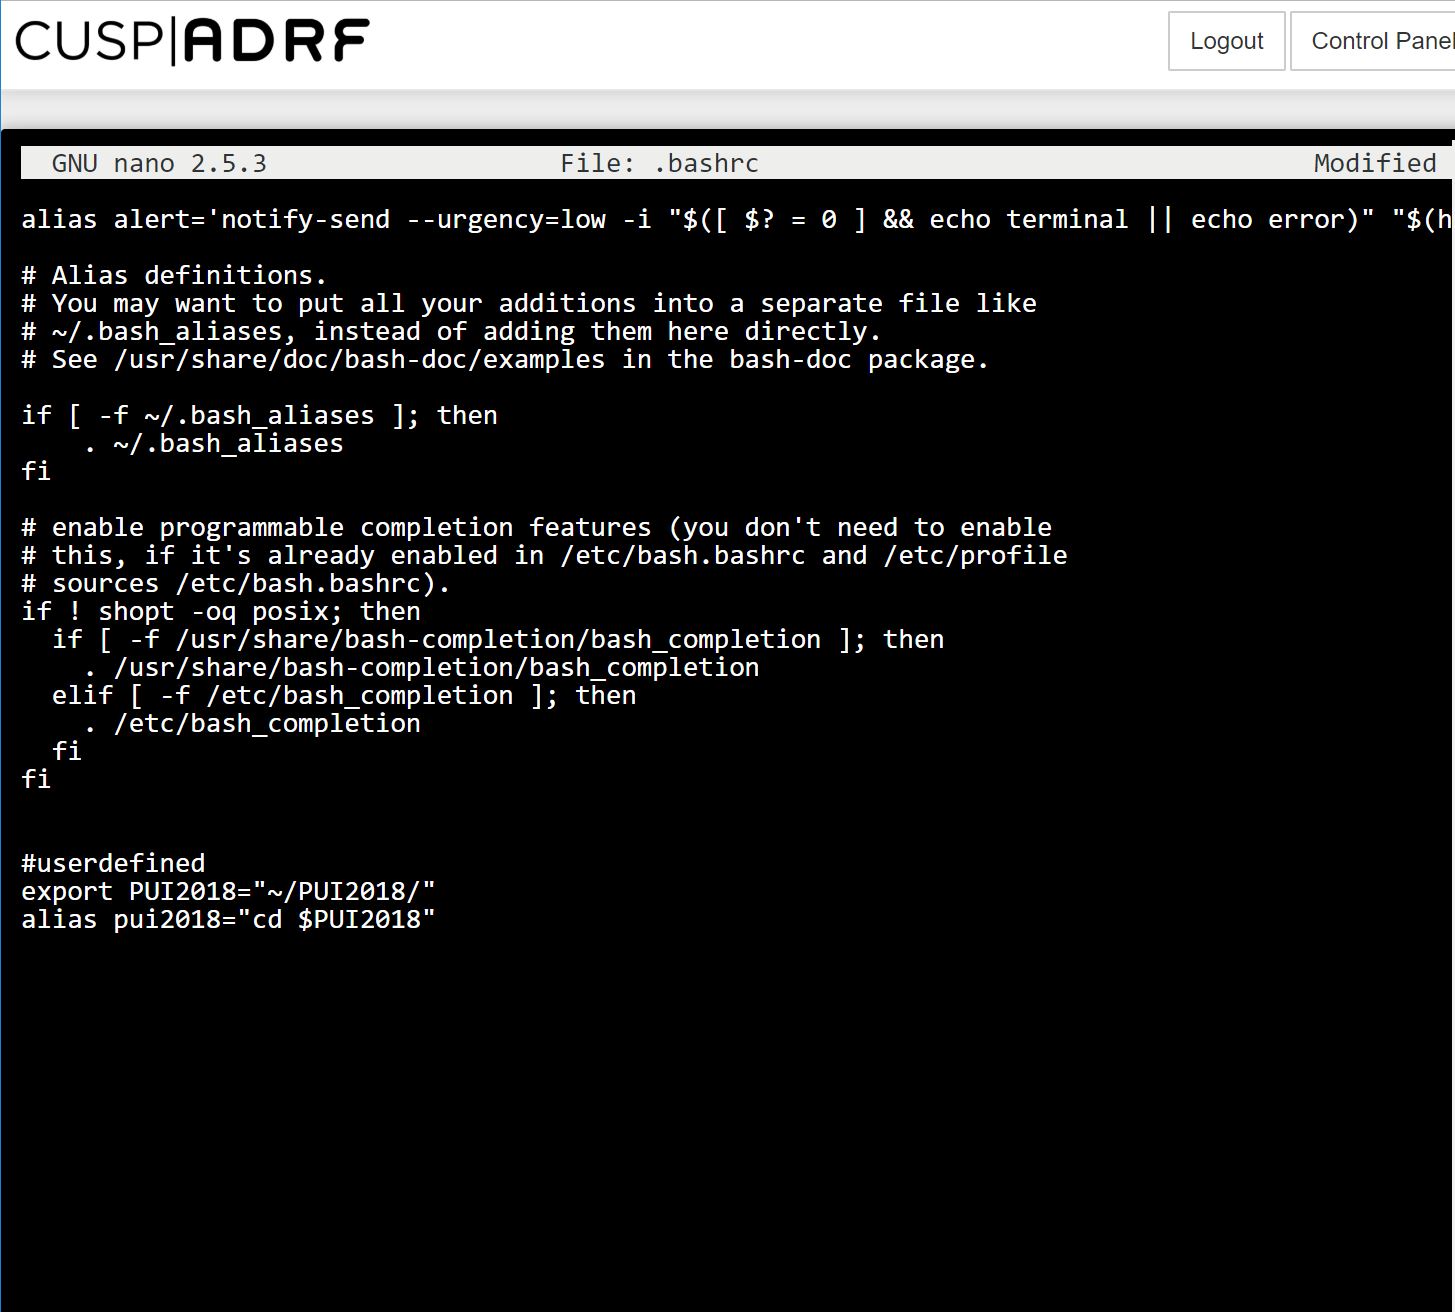 CUSP|ADRF
Logout
Control Panel
GNU nano 2.5.3 File: .bashrc Modified
alias alert='notify-send --urgency=low -i "$([ $? = 0 ] && echo terminal || echo error)" "$(h
# Alias definitions.
# You may want to put all your additions into a separate file like
# ~/.bash_aliases, instead of adding them here directly.
# See /usr/share/doc/bash-doc/examples in the bash-doc package.
if [ -f ~/.bash_aliases ]; then
    . ~/.bash_aliases
fi
# enable programmable completion features (you don't need to enable
# this, if it's already enabled in /etc/bash.bashrc and /etc/profile
# sources /etc/bash.bashrc).
if ! shopt -oq posix; then
  if [ -f /usr/share/bash-completion/bash_completion ]; then
    . /usr/share/bash-completion/bash_completion
  elif [ -f /etc/bash_completion ]; then
    . /etc/bash_completion
  fi
fi
#userdefined
export PUI2018="~/PUI2018/"
alias pui2018="cd $PUI2018"